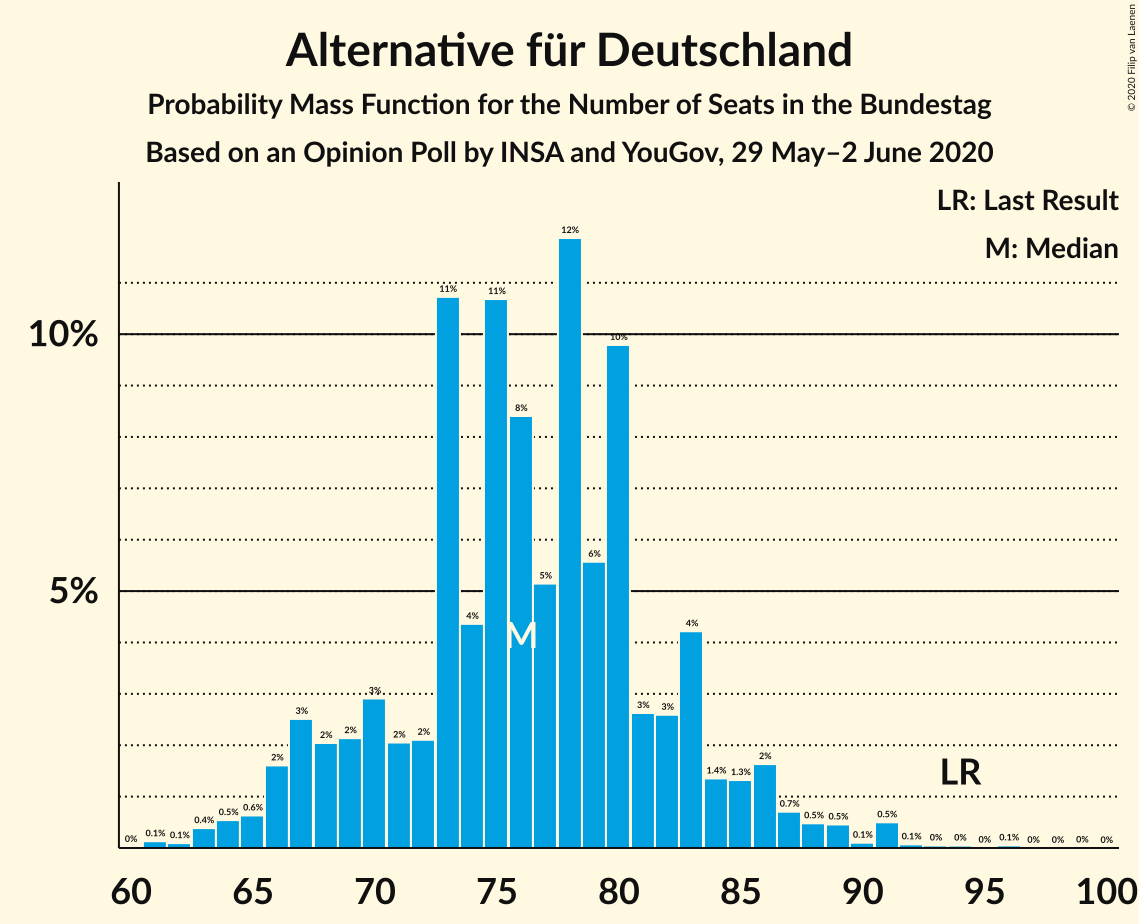 Alternative für Deutschland
Probability Mass Function for the Number of Seats in the Bundestag
Based on an Opinion Poll by INSA and YouGov, 29 May–2 June 2020
© 2020 Filip van Laenen
LR: Last Result
M: Median
10%
5%
0% 0.1% 0.1% 0.4% 0.5% 0.6% 2% 3% 2% 2% 3% 2% 2% 11% 4% 11% 8% 5% 12% 6% 10% 3% 3% 4% 1.4% 1.3% 2% 0.7% 0.5% 0.5% 0.1% 0.5% 0.1% 0% 0% 0% 0.1% 0% 0% 0% 0%
M
LR
60 65 70 75 80 85 90 95 100